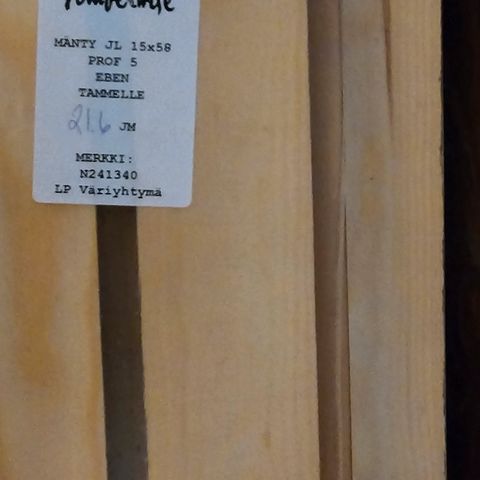 MÄNTY JL 15x58
PROF 5
EBEN
TAMMELLE
21.6 JM
MERKKI:
N241340
LP Väriyhtymä